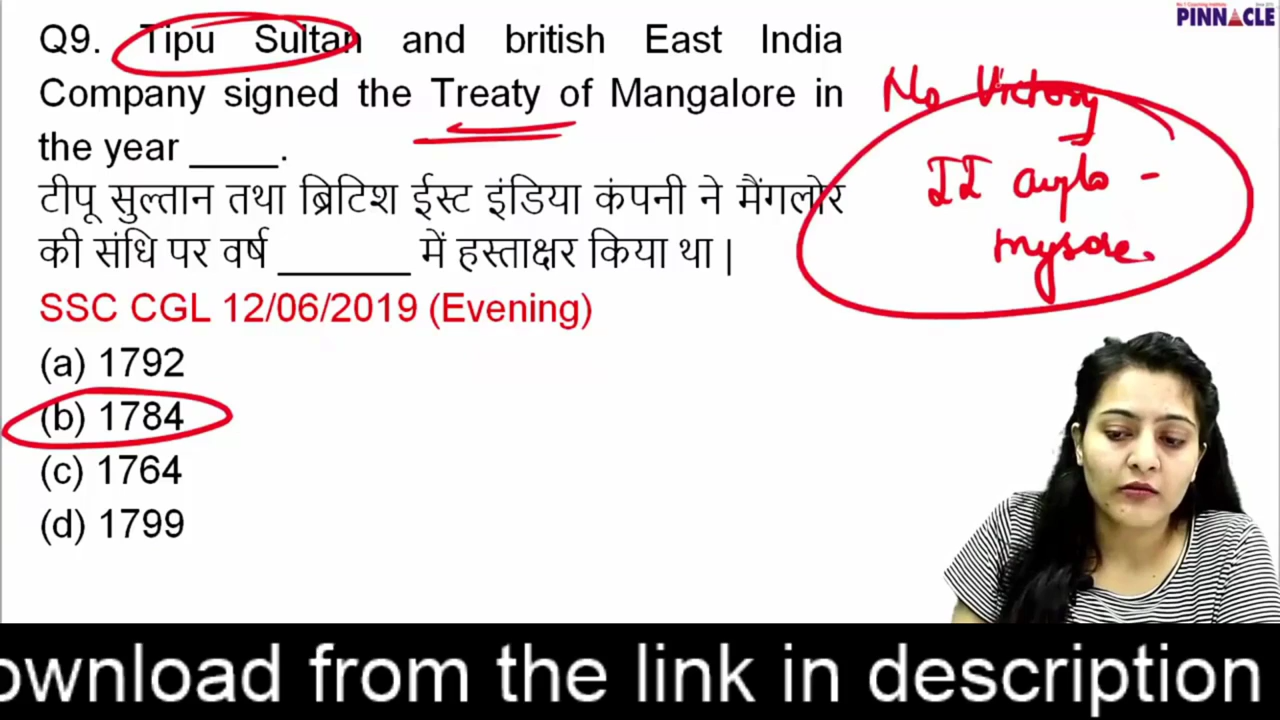 Q9. Tipu Sultan and british East India
Company signed the Treaty of Mangalore in
the year ____.
टीपू सुल्तान तथा ब्रिटिश ईस्ट इंडिया कंपनी ने मैंगलोर
की संधि पर वर्ष ______ में हस्ताक्षर किया था |
SSC CGL 12/06/2019 (Evening)
(a) 1792
(b) 1784
(c) 1764
(d) 1799
PINNACLE
No Victory
II anglo -
mysore
ownload from the link in description